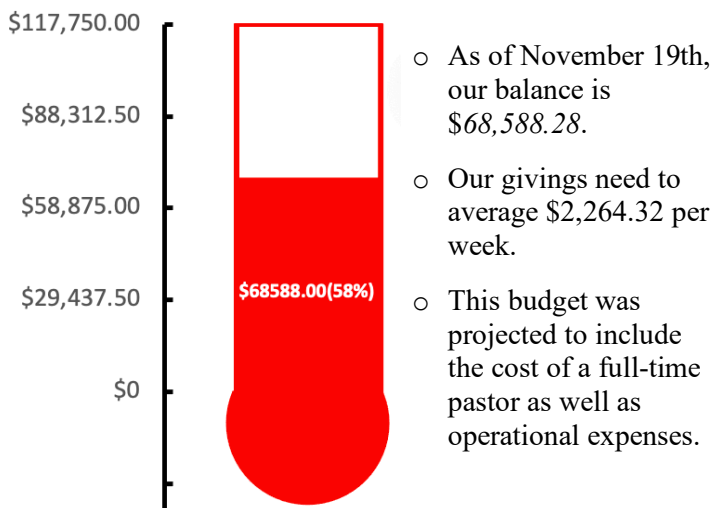 $117,750.00
$88,312.50
$58,875.00
$29,437.50
$0
$68588.00(58%)
○ As of November 19th,
our balance is
$68,588.28.
○ Our givings need to
average $2,264.32 per
week.
○ This budget was
projected to include
the cost of a full-time
pastor as well as
operational expenses.